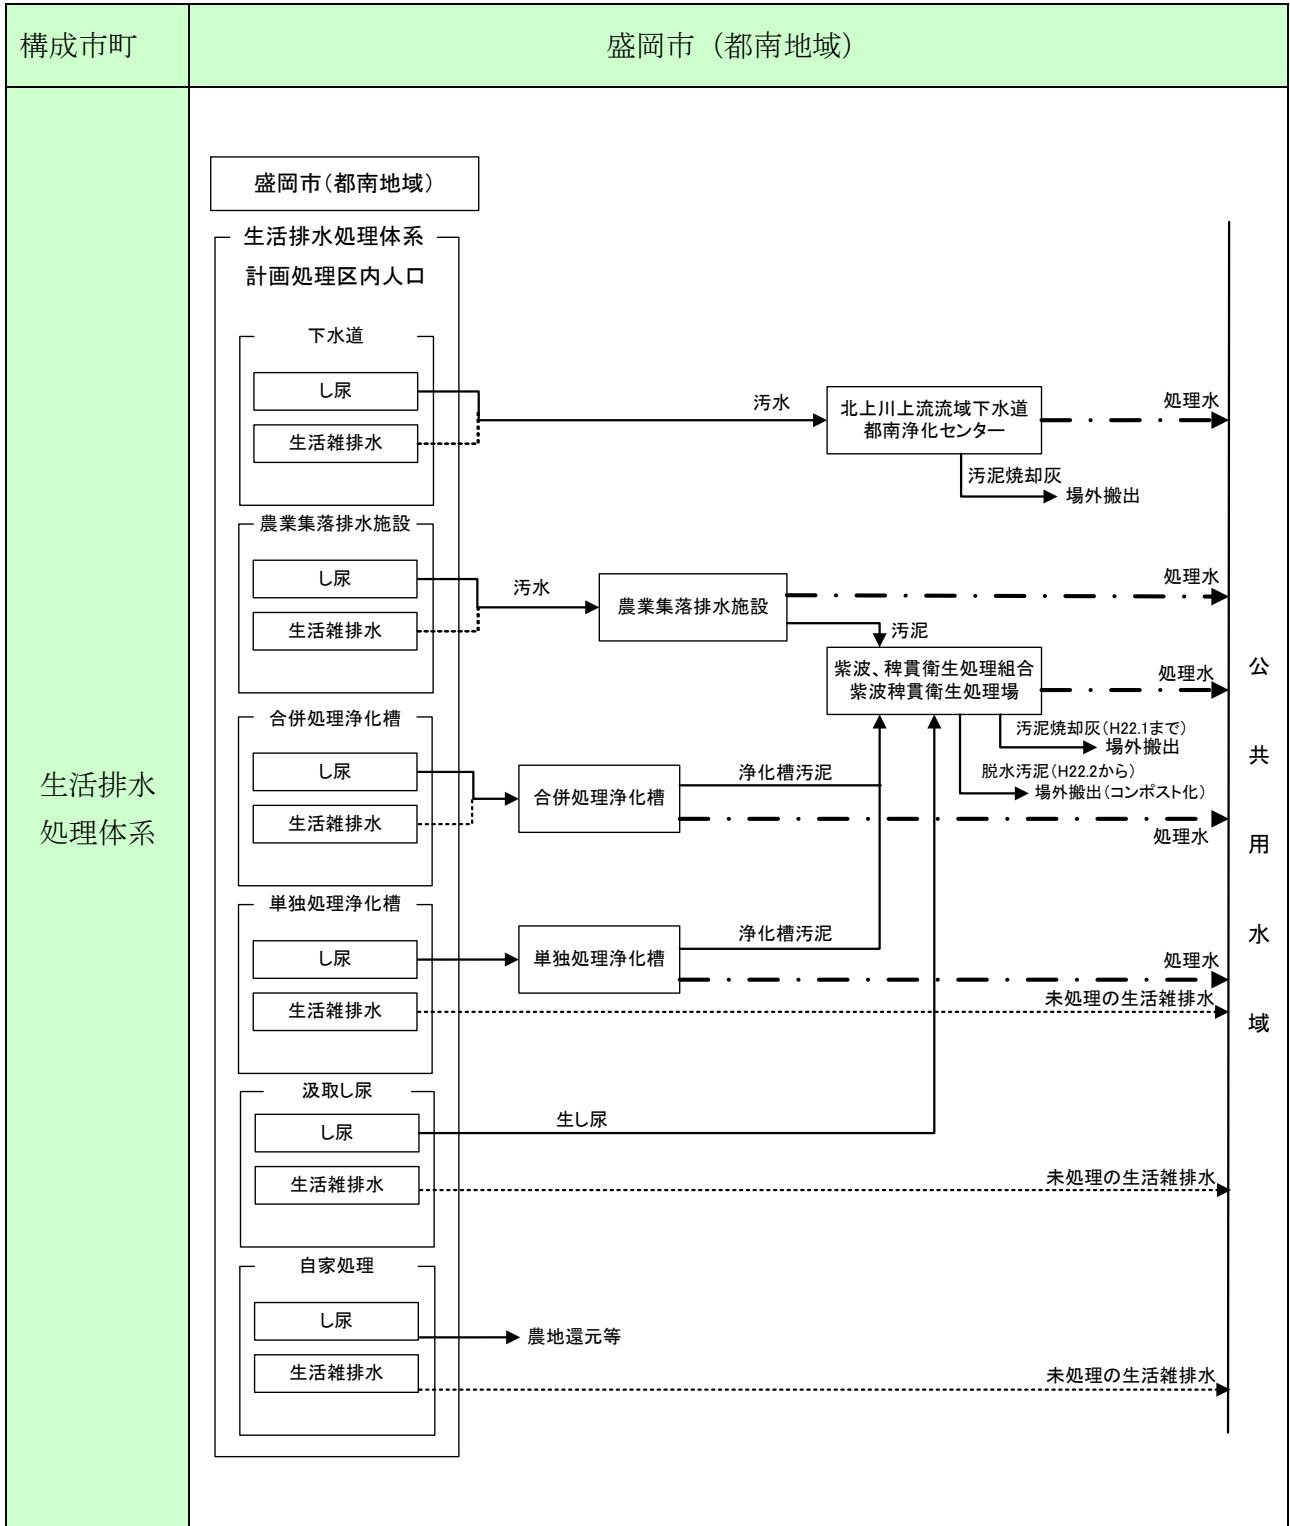 構成市町
盛岡市（都南地域）
生活排水
処理体系
盛岡市（都南地域）
生活排水処理体系
計画処理区内人口
下水道
し尿
生活雑排水
汚水
北上川上流流域下水道
都南浄化センター
処理水
汚泥焼却灰
場外搬出
農業集落排水施設
し尿
生活雑排水
汚水
農業集落排水施設
処理水
汚泥
紫波、稗貫衛生処理組合
紫波稗貫衛生処理場
処理水
汚泥焼却灰（H22.1まで）
場外搬出
脱水汚泥（H22.2から）
場外搬出（コンポスト化）
合併処理浄化槽
し尿
生活雑排水
合併処理浄化槽
浄化槽汚泥
処理水
単独処理浄化槽
し尿
生活雑排水
単独処理浄化槽
浄化槽汚泥
処理水
未処理の生活雑排水
汲取し尿
し尿
生活雑排水
生し尿
未処理の生活雑排水
自家処理
し尿
生活雑排水
農地還元等
未処理の生活雑排水
公共用水域